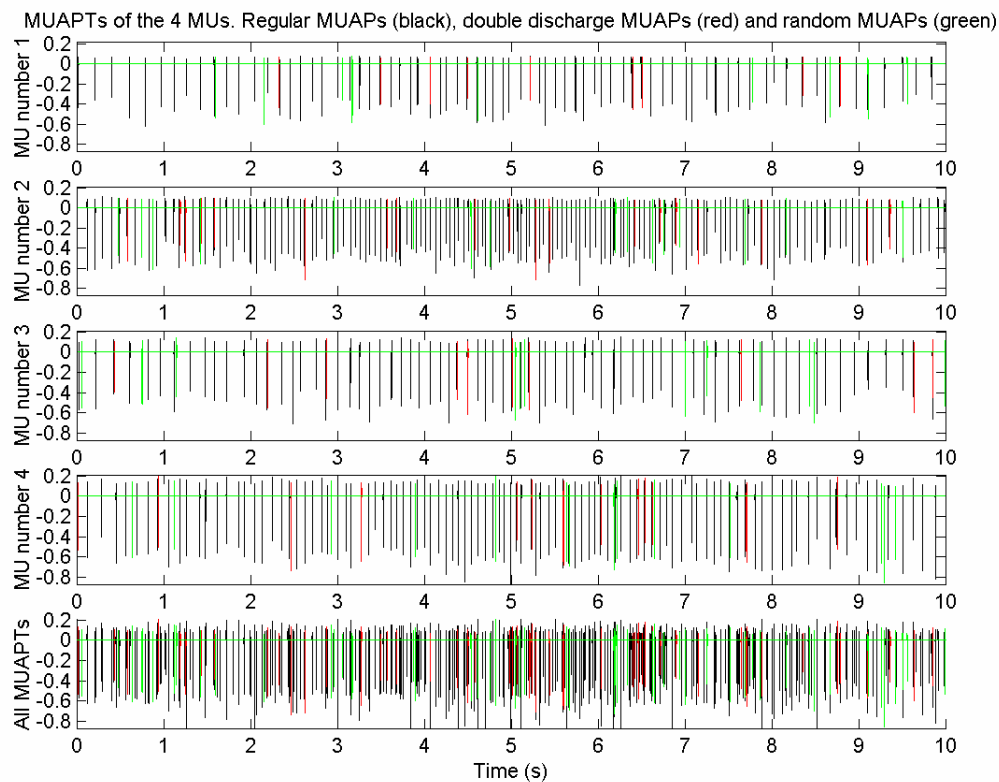 MUAPTs of the 4 MUs. Regular MUAPs (black), double discharge MUAPs (red) and random MUAPs (green)
MU number 1
0.2
0
-0.2
-0.4
-0.6
-0.8
0 1 2 3 4 5 6 7 8 9 10
MU number 2
0.2
0
-0.2
-0.4
-0.6
-0.8
0 1 2 3 4 5 6 7 8 9 10
MU number 3
0.2
0
-0.2
-0.4
-0.6
-0.8
0 1 2 3 4 5 6 7 8 9 10
MU number 4
0.2
0
-0.2
-0.4
-0.6
-0.8
0 1 2 3 4 5 6 7 8 9 10
All MUAPTs
0.2
0
-0.2
-0.4
-0.6
-0.8
0 1 2 3 4 5 6 7 8 9 10
Time (s)